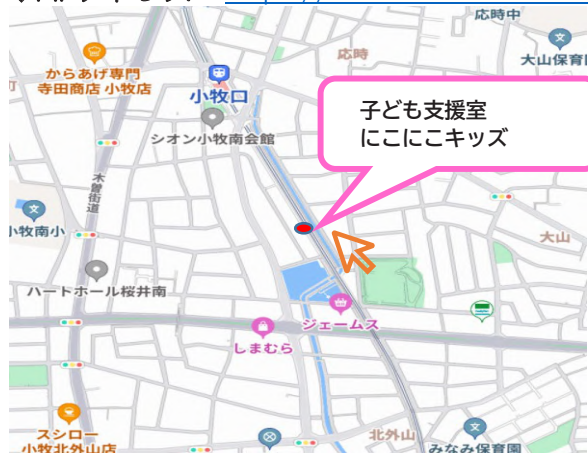 応時中
大山保育
からあげ専門
寺田商店 小牧店
小牧口
応時
シオン小牧南会館
子ども支援室
にこにこキッズ
木曽街道
小牧南小
大山
ハートホール桜井南
ジェームス
しまむら
スシロー
小牧北外山店
北外山
みなみ保育園